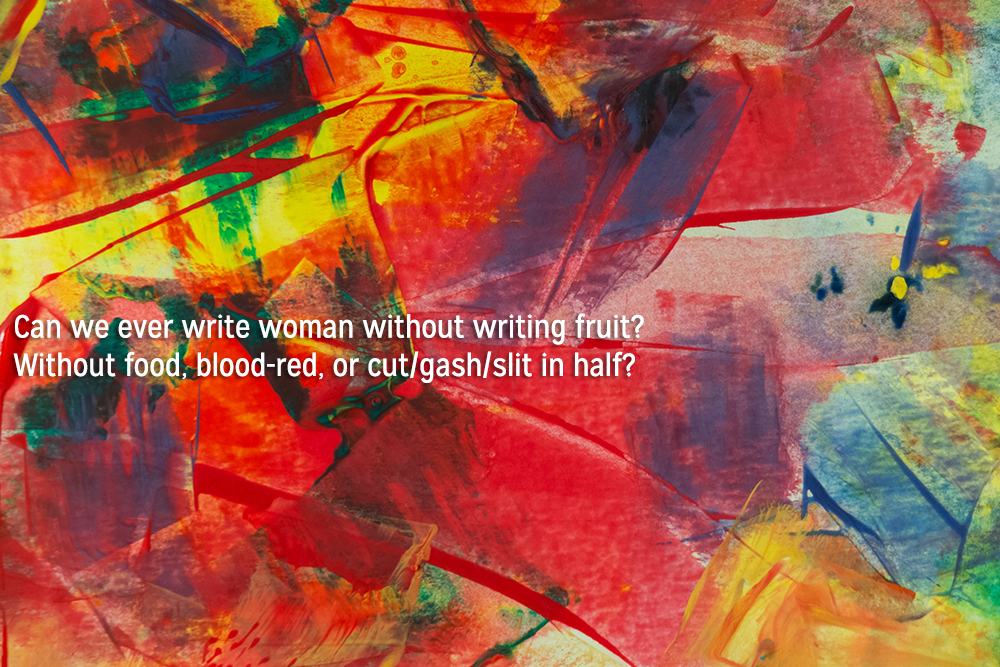 Can we ever write woman without writing fruit?
Without food, blood-red, or cut/gash/slit in half?